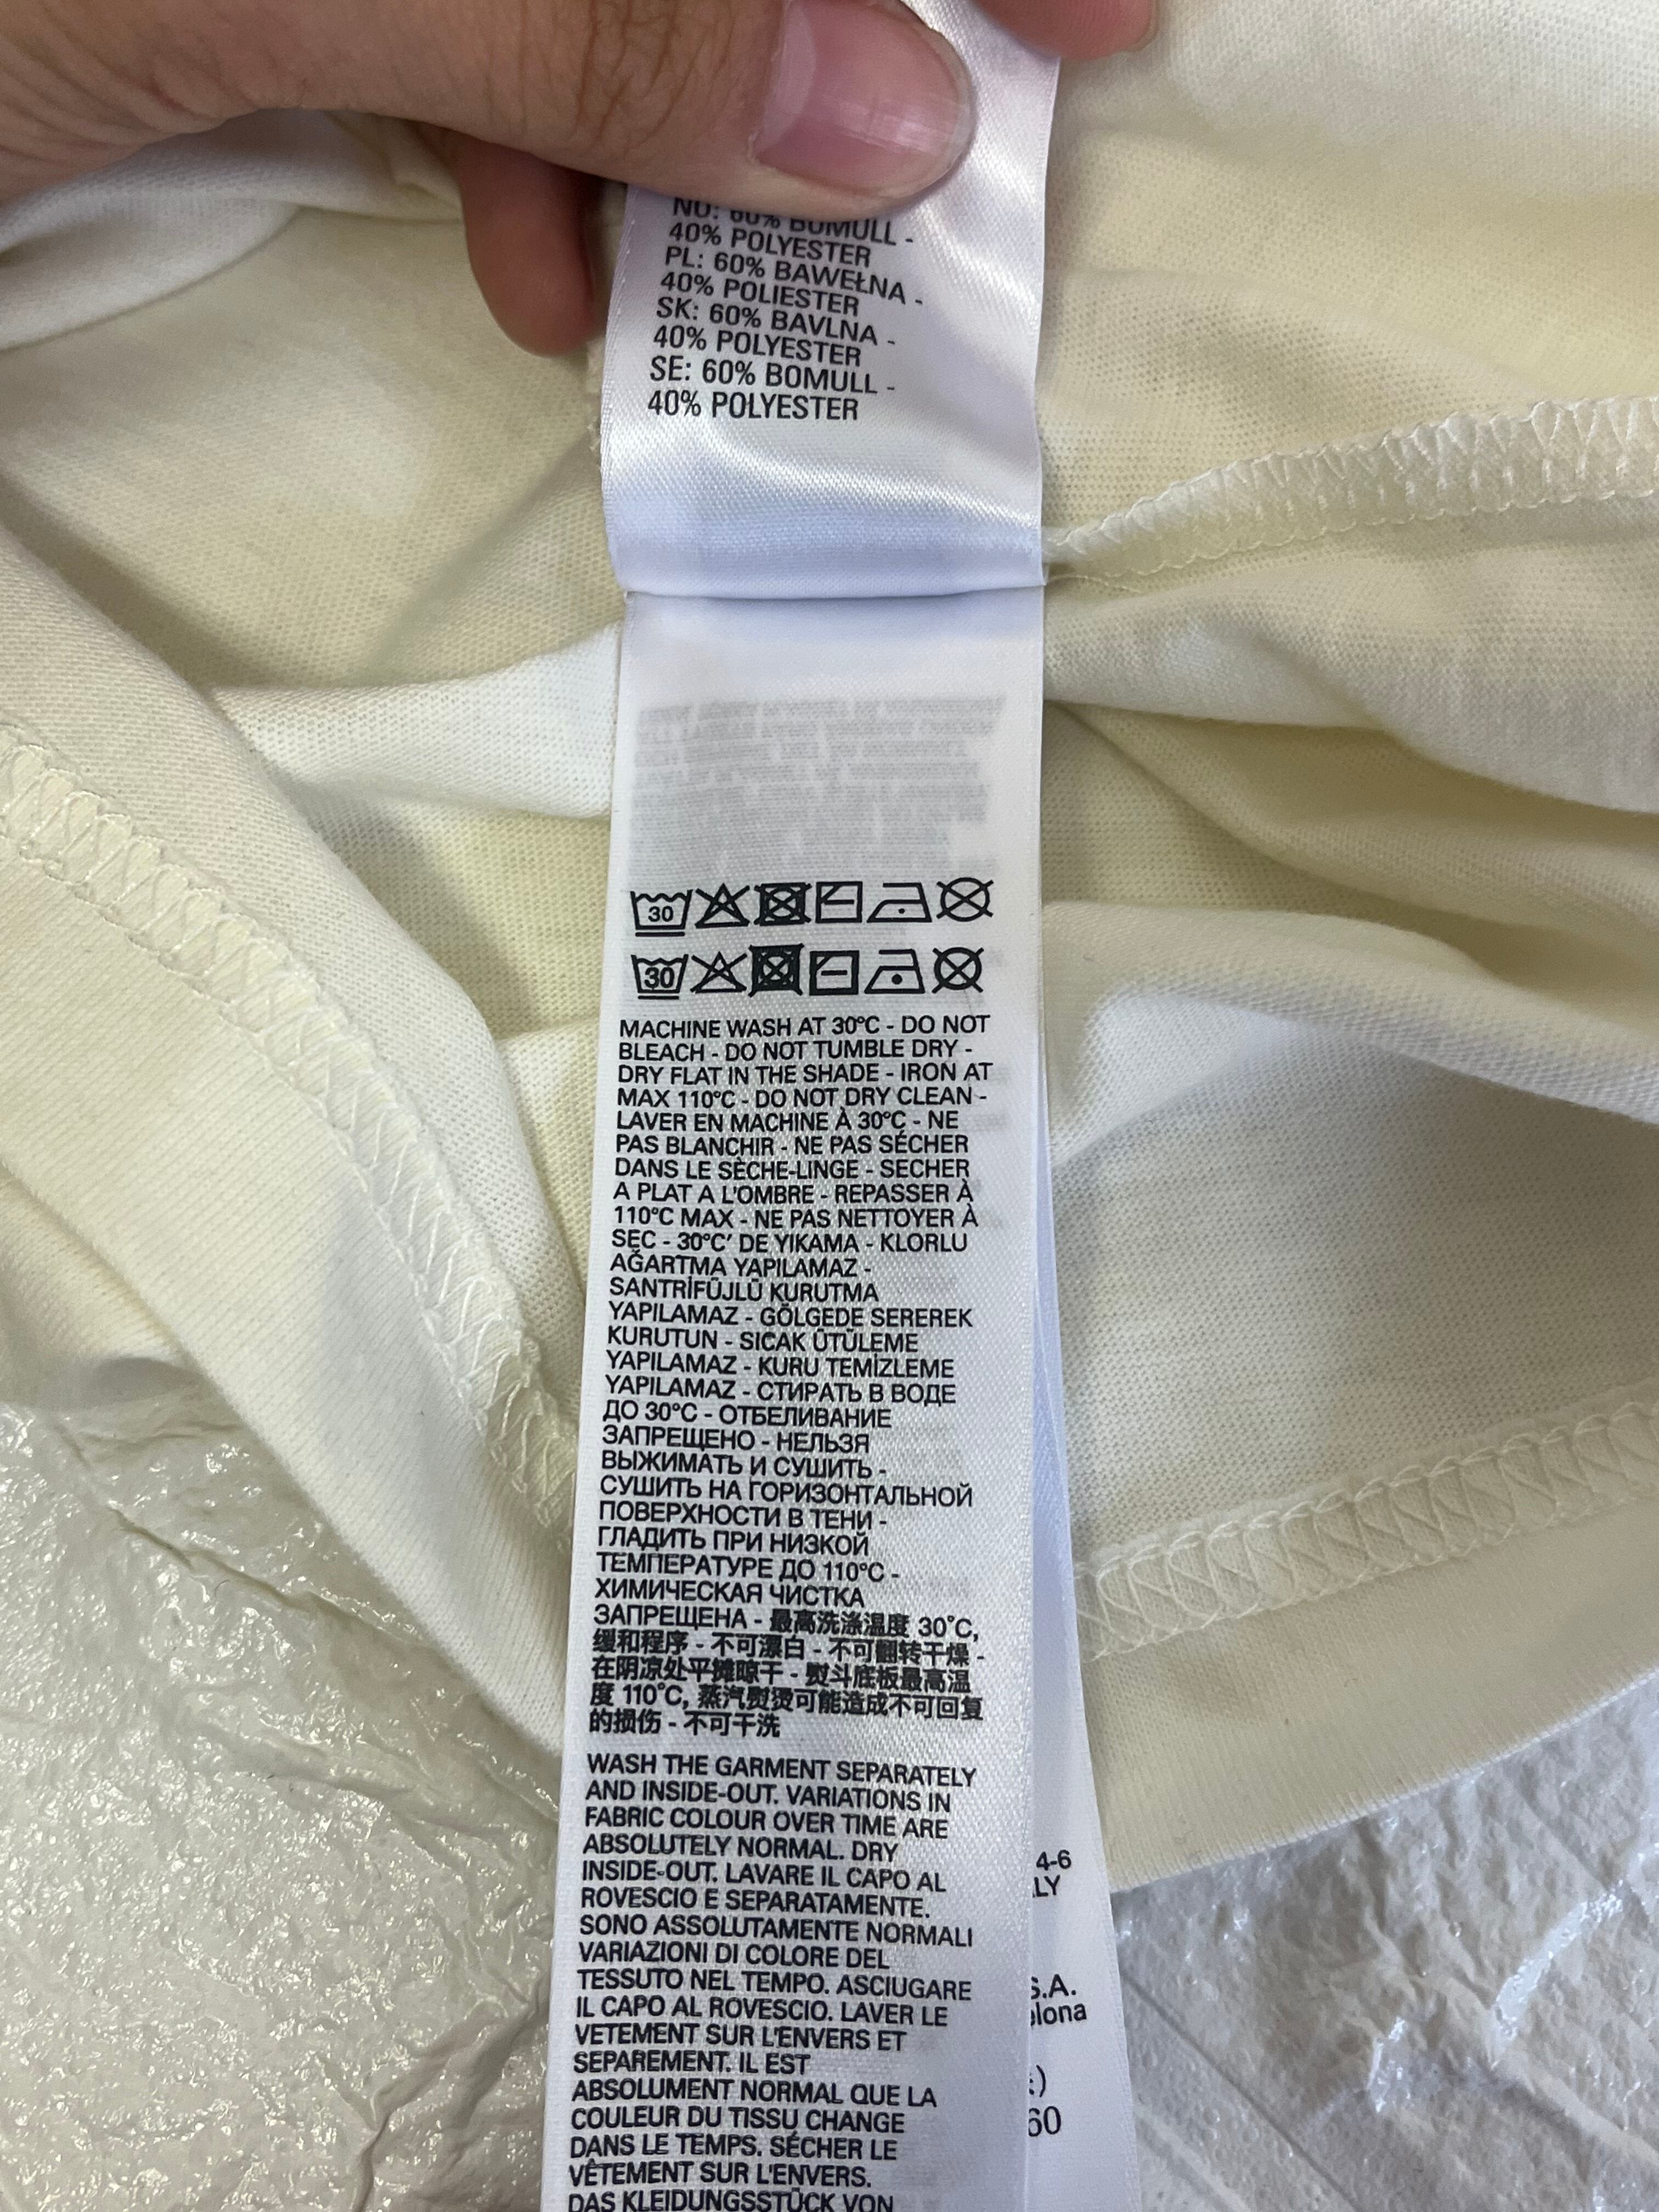 NO: 60% BOMULL -
40% POLYESTER
PL: 60% BAWEŁNA -
40% POLIESTER
SK: 60% BAVLNA -
40% POLYESTER
SE: 60% BOMULL -
40% POLYESTER
30
30
MACHINE WASH AT 30°C - DO NOT
BLEACH - DO NOT TUMBLE DRY -
DRY FLAT IN THE SHADE - IRON AT
MAX 110°C - DO NOT DRY CLEAN -
LAVER EN MACHINE À 30°C - NE
PAS BLANCHIR - NE PAS SÉCHER
DANS LE SÈCHE-LINGE - SECHER
A PLAT A L'OMBRE - REPASSER À
110°C MAX - NE PAS NETTOYER À
SEC - 30°C' DE YIKAMA - KLORLU
AĞARTMA YAPILAMAZ -
SANTRİFÜJLÜ KURUTMA
YAPILAMAZ - GÖLGEDE SEREREK
KURUTUN - SICAK ÜTÜLEME
YAPILAMAZ - KURU TEMİZLEME
YAPILAMAZ - СТИРАТЬ В ВОДЕ
ДО 30°C - ОТБЕЛИВАНИЕ
ЗАПРЕЩЕНО - НЕЛЬЗЯ
ВЫЖИМАТЬ И СУШИТЬ -
СУШИТЬ НА ГОРИЗОНТАЛЬНОЙ
ПОВЕРХНОСТИ В ТЕНИ -
ГЛАДИТЬ ПРИ НИЗКОЙ
ТЕМПЕРАТУРЕ ДО 110°C -
ХИМИЧЕСКАЯ ЧИСТКА
ЗАПРЕЩЕНА - 最高洗涤温度 30°C,
缓和程序 - 不可漂白 - 不可翻转干燥 -
在阴凉处平摊晾干 - 熨斗底板最高温
度 110°C, 蒸汽熨烫可能造成不可回复
的损伤 - 不可干洗
WASH THE GARMENT SEPARATELY
AND INSIDE-OUT. VARIATIONS IN
FABRIC COLOUR OVER TIME ARE
ABSOLUTELY NORMAL. DRY
INSIDE-OUT. LAVARE IL CAPO AL
ROVESCIO E SEPARATAMENTE.
SONO ASSOLUTAMENTE NORMALI
VARIAZIONI DI COLORE DEL
TESSUTO NEL TEMPO. ASCIUGARE
IL CAPO AL ROVESCIO. LAVER LE
VETEMENT SUR L'ENVERS ET
SEPAREMENT. IL EST
ABSOLUMENT NORMAL QUE LA
COULEUR DU TISSU CHANGE
DANS LE TEMPS. SÉCHER LE
VÊTEMENT SUR L'ENVERS.
DAS KLEIDUNGSSTÜCK VON
4-6
LY
S.A.
elona
60